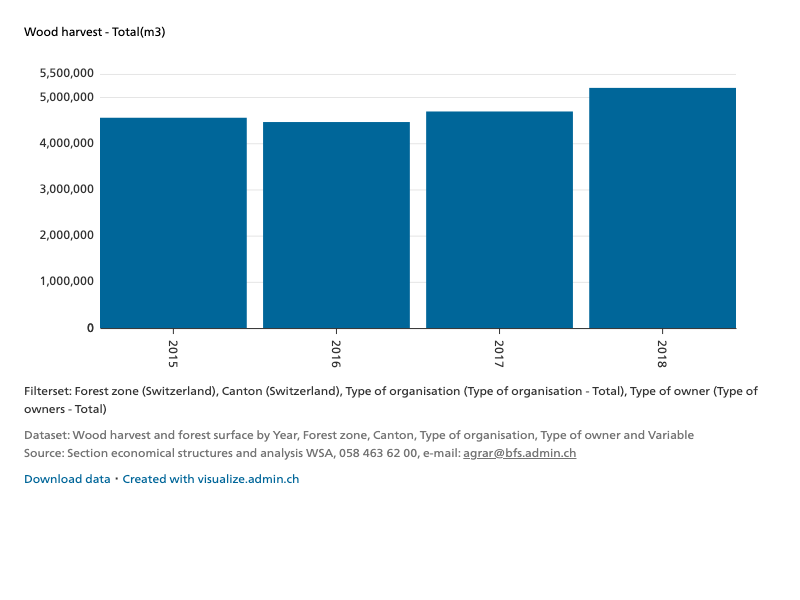 Wood harvest - Total(m3)
5,500,000
5,000,000
4,000,000
3,000,000
2,000,000
1,000,000
0
2015
2016
2017
2018
Filterset: Forest zone (Switzerland), Canton (Switzerland), Type of organisation (Type of organisation - Total), Type of owner (Type of
owners - Total)
Dataset: Wood harvest and forest surface by Year, Forest zone, Canton, Type of organisation, Type of owner and Variable
Source: Section economical structures and analysis WSA, 058 463 62 00, e-mail: agrar@bfs.admin.ch
Download data • Created with visualize.admin.ch